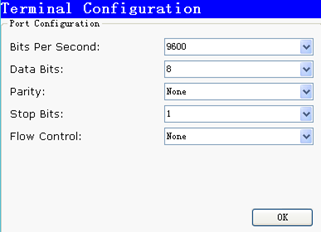 Terminal Configuration
Port Configuration
Bits Per Second: 9600
Data Bits: 8
Parity: None
Stop Bits: 1
Flow Control: None
OK